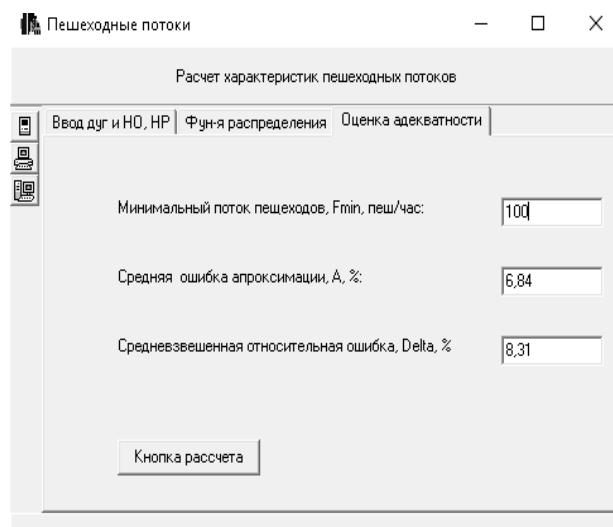 Пешеходные потоки
Расчет характеристик пешеходных потоков
Ввод дуг и НО, НР Фун-я распределения Оценка адекватности
Минимальный поток пещеходов, Fmin, пеш/час: 100
Средняя ошибка апроксимации, А, %: 6,84
Средневзвешенная относительная ошибка, Delta, % 8,31
Кнопка рассчета